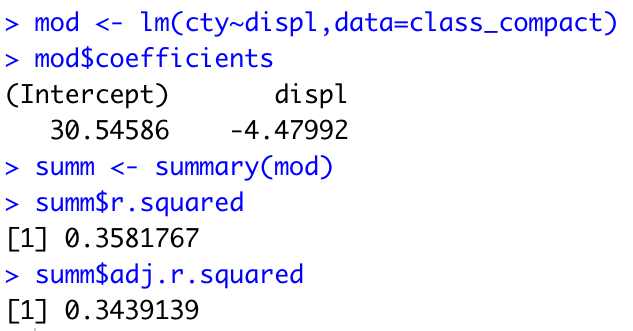 > mod <- lm(cty~displ,data=class_compact)
> mod$coefficients
(Intercept)       displ
   30.54586    -4.47992
> summ <- summary(mod)
> summ$r.squared
[1] 0.3581767
> summ$adj.r.squared
[1] 0.3439139